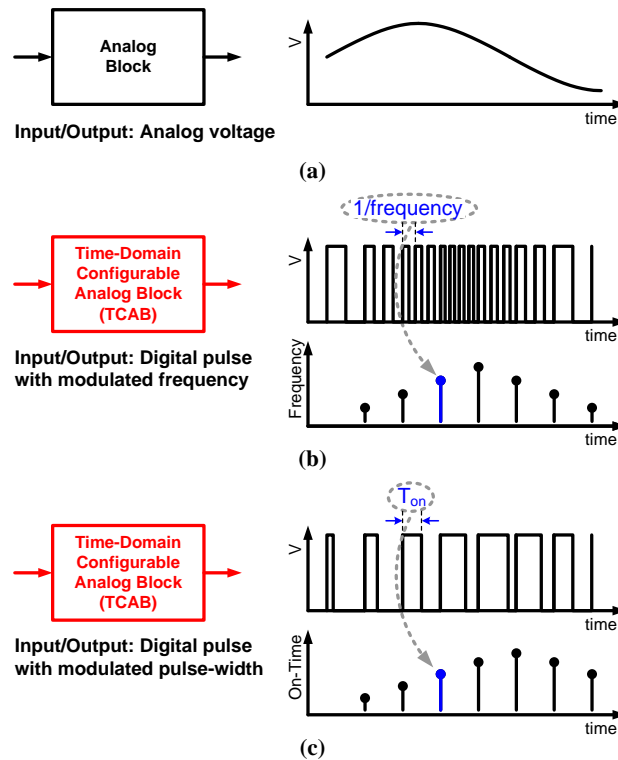 Analog
Block
V
time
Input/Output: Analog voltage
(a)
1/frequency
Time-Domain
Configurable
Analog Block
(TCAB)
V
time
Input/Output: Digital pulse
with modulated frequency
Frequency
time
(b)
Ton
Time-Domain
Configurable
Analog Block
(TCAB)
V
time
Input/Output: Digital pulse
with modulated pulse-width
On-Time
time
(c)